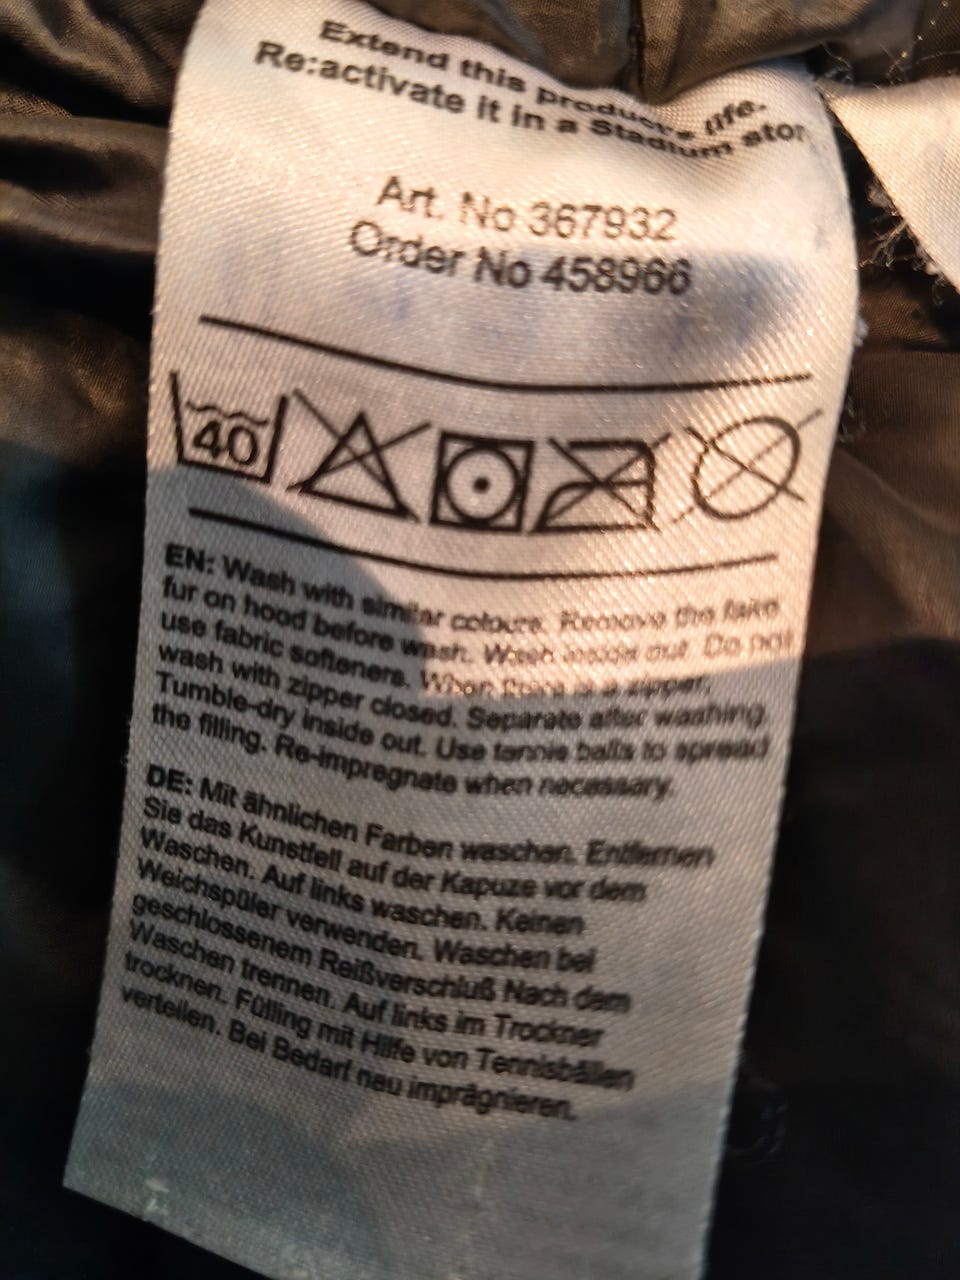 Extend this product's life.
Re:activate it in a Stadium stor
Art. No 367932
Order No 458966
40
EN: Wash with similar colours. Remove the fake
fur on hood before wash. Wash inside out. Do not
use fabric softeners. When there is a zipper,
wash with zipper closed. Separate after washing.
Tumble-dry inside out. Use tennis balls to spread
the filling. Re-impregnate when necessary.
DE: Mit ähnlichen Farben waschen. Entfernen
Sie das Kunstfell auf der Kapuze vor dem
Waschen. Auf links waschen. Keinen
Weichspüler verwenden. Waschen bei
geschlossenem Reißverschluß Nach dem
Waschen trennen. Auf links im Trockner
trocknen. Fülling mit Hilfe von Tennisbällen
verteilen. Bei Bedarf neu imprägnieren.